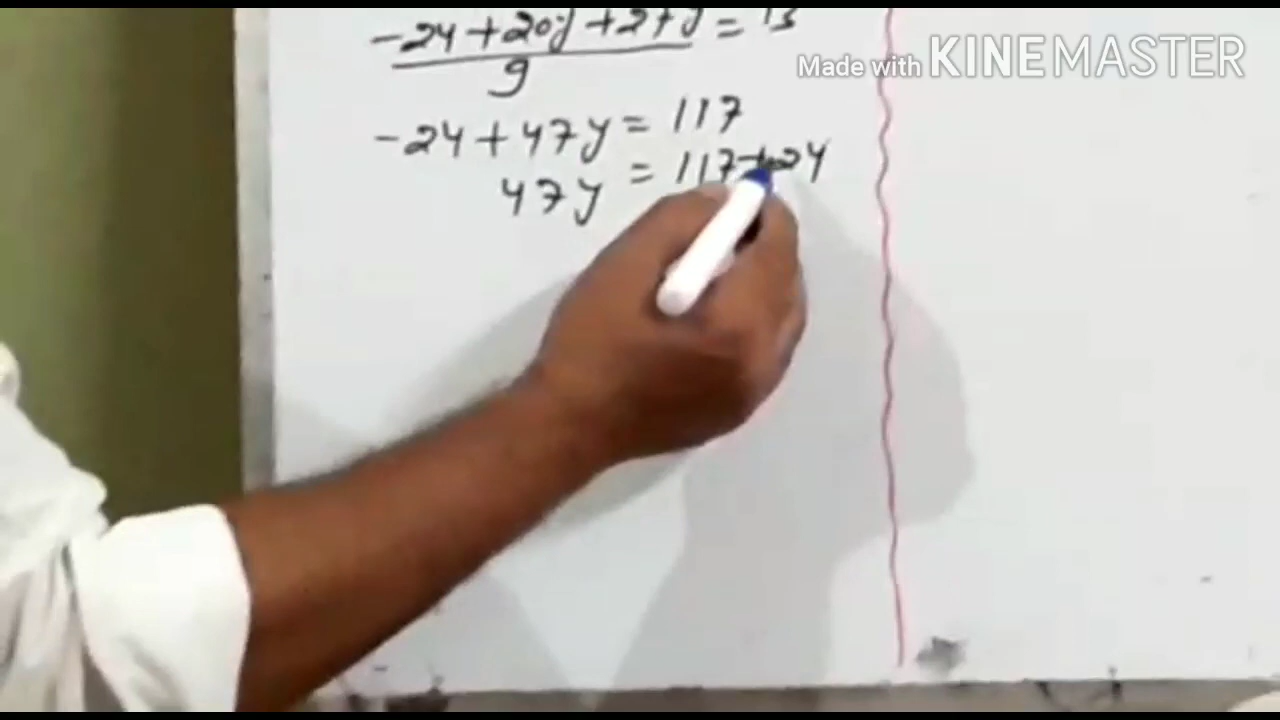 -24+20y+27y = 13
Made with KINEMASTER
9
-24+47y = 117
47y = 117+24